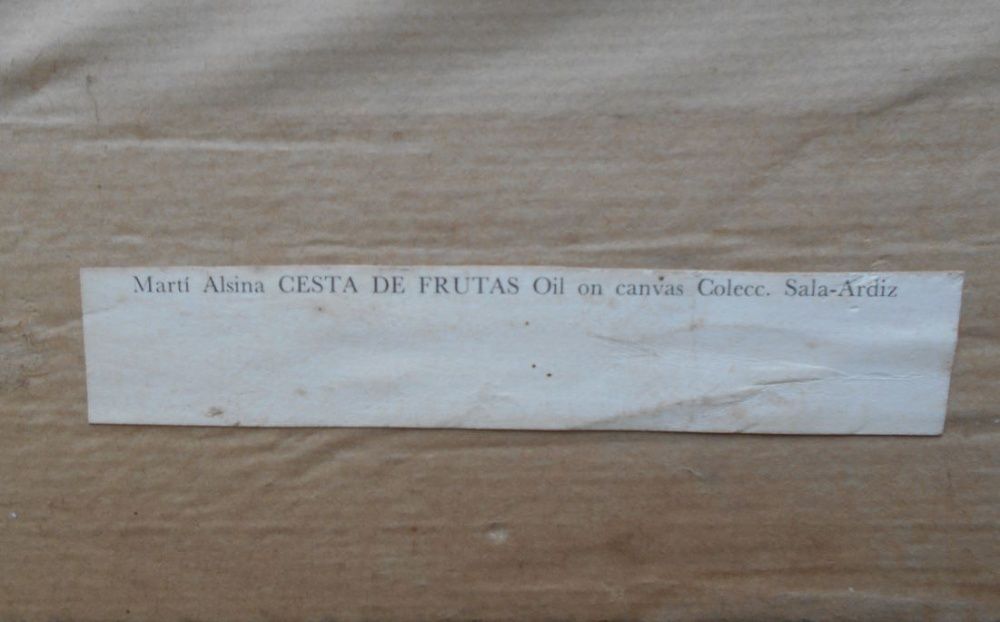 Martí Alsina CESTA DE FRUTAS Oil on canvas Colecc. Sala-Ardiz